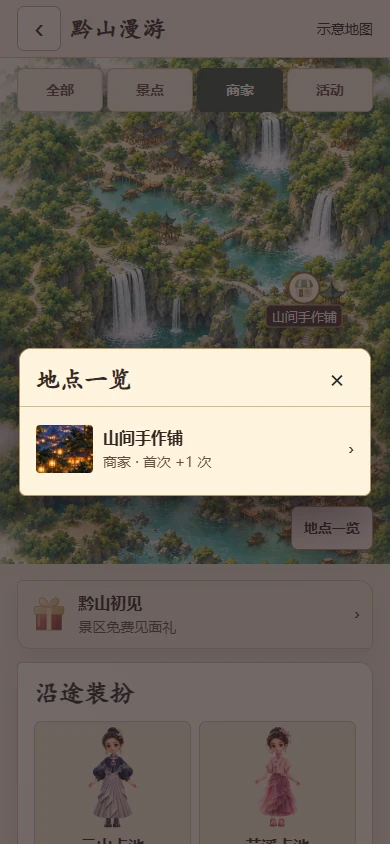 黔山漫游
示意地图
全部
景点
商家
活动
山间手作铺
地点一览
山间手作铺
商家 · 首次 +1 次
地点一览
黔山初见
景区免费见面礼
沿途装扮